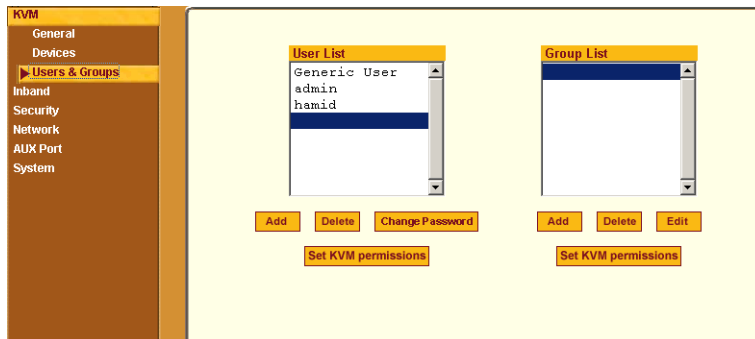 KVM
General
Devices
Users & Groups
Inband
Security
Network
AUX Port
System
User List
Generic User
admin
hamid
Add
Delete
Change Password
Set KVM permissions
Group List
Add
Delete
Edit
Set KVM permissions